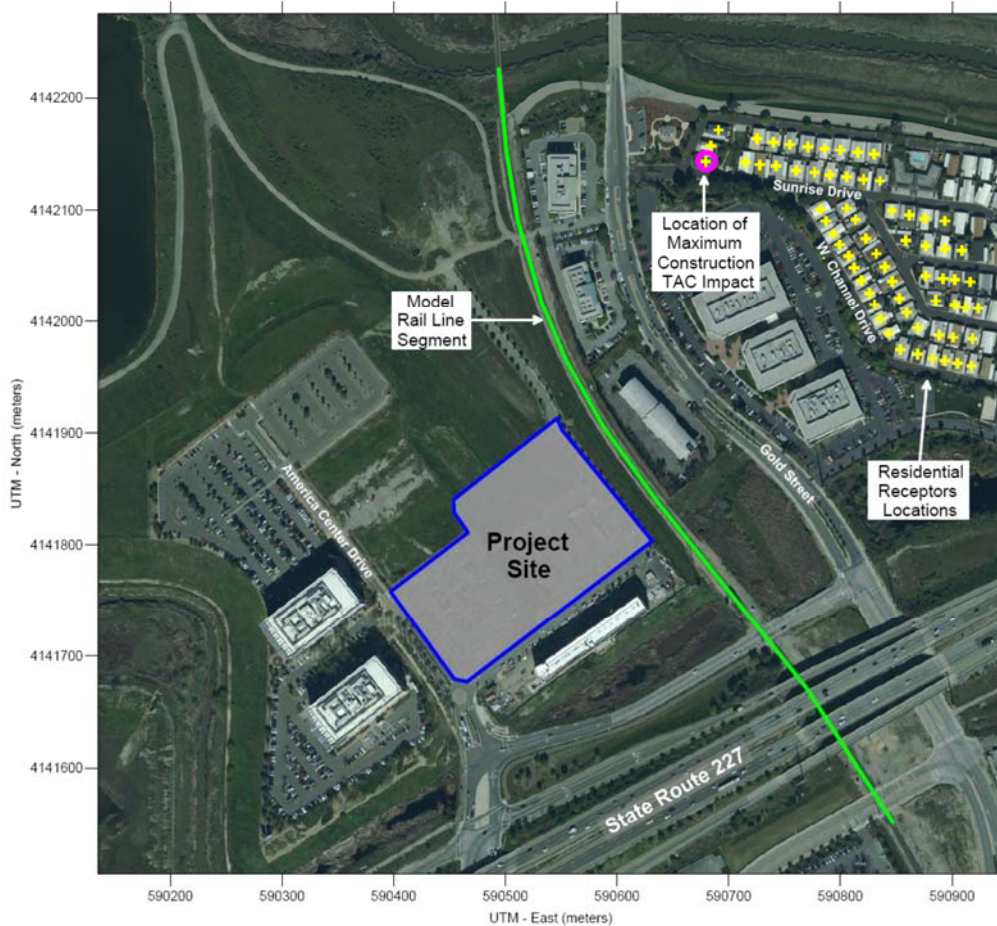 4142200
4142100
4142000
4141900
4141800
4141700
4141600
UTM - North (meters)
Sunrise Drive
Location of
Maximum
Construction
TAC Impact
W. Channel Drive
Model
Rail Line
Segment
Gold Street
Residential
Receptors
Locations
America Center Drive
Project
Site
State Route 227
590200
590300
590400
590500
590600
590700
590800
590900
UTM - East (meters)